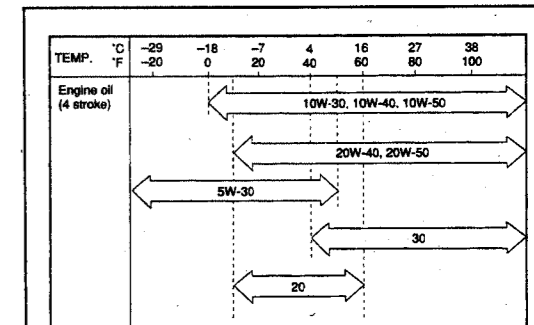 TEMP. °C -29 -18 -7 4 16 27 38
°F -20 0 20 40 60 80 100
Engine oil
(4 stroke)
10W-30, 10W-40, 10W-50
20W-40, 20W-50
5W-30
30
20